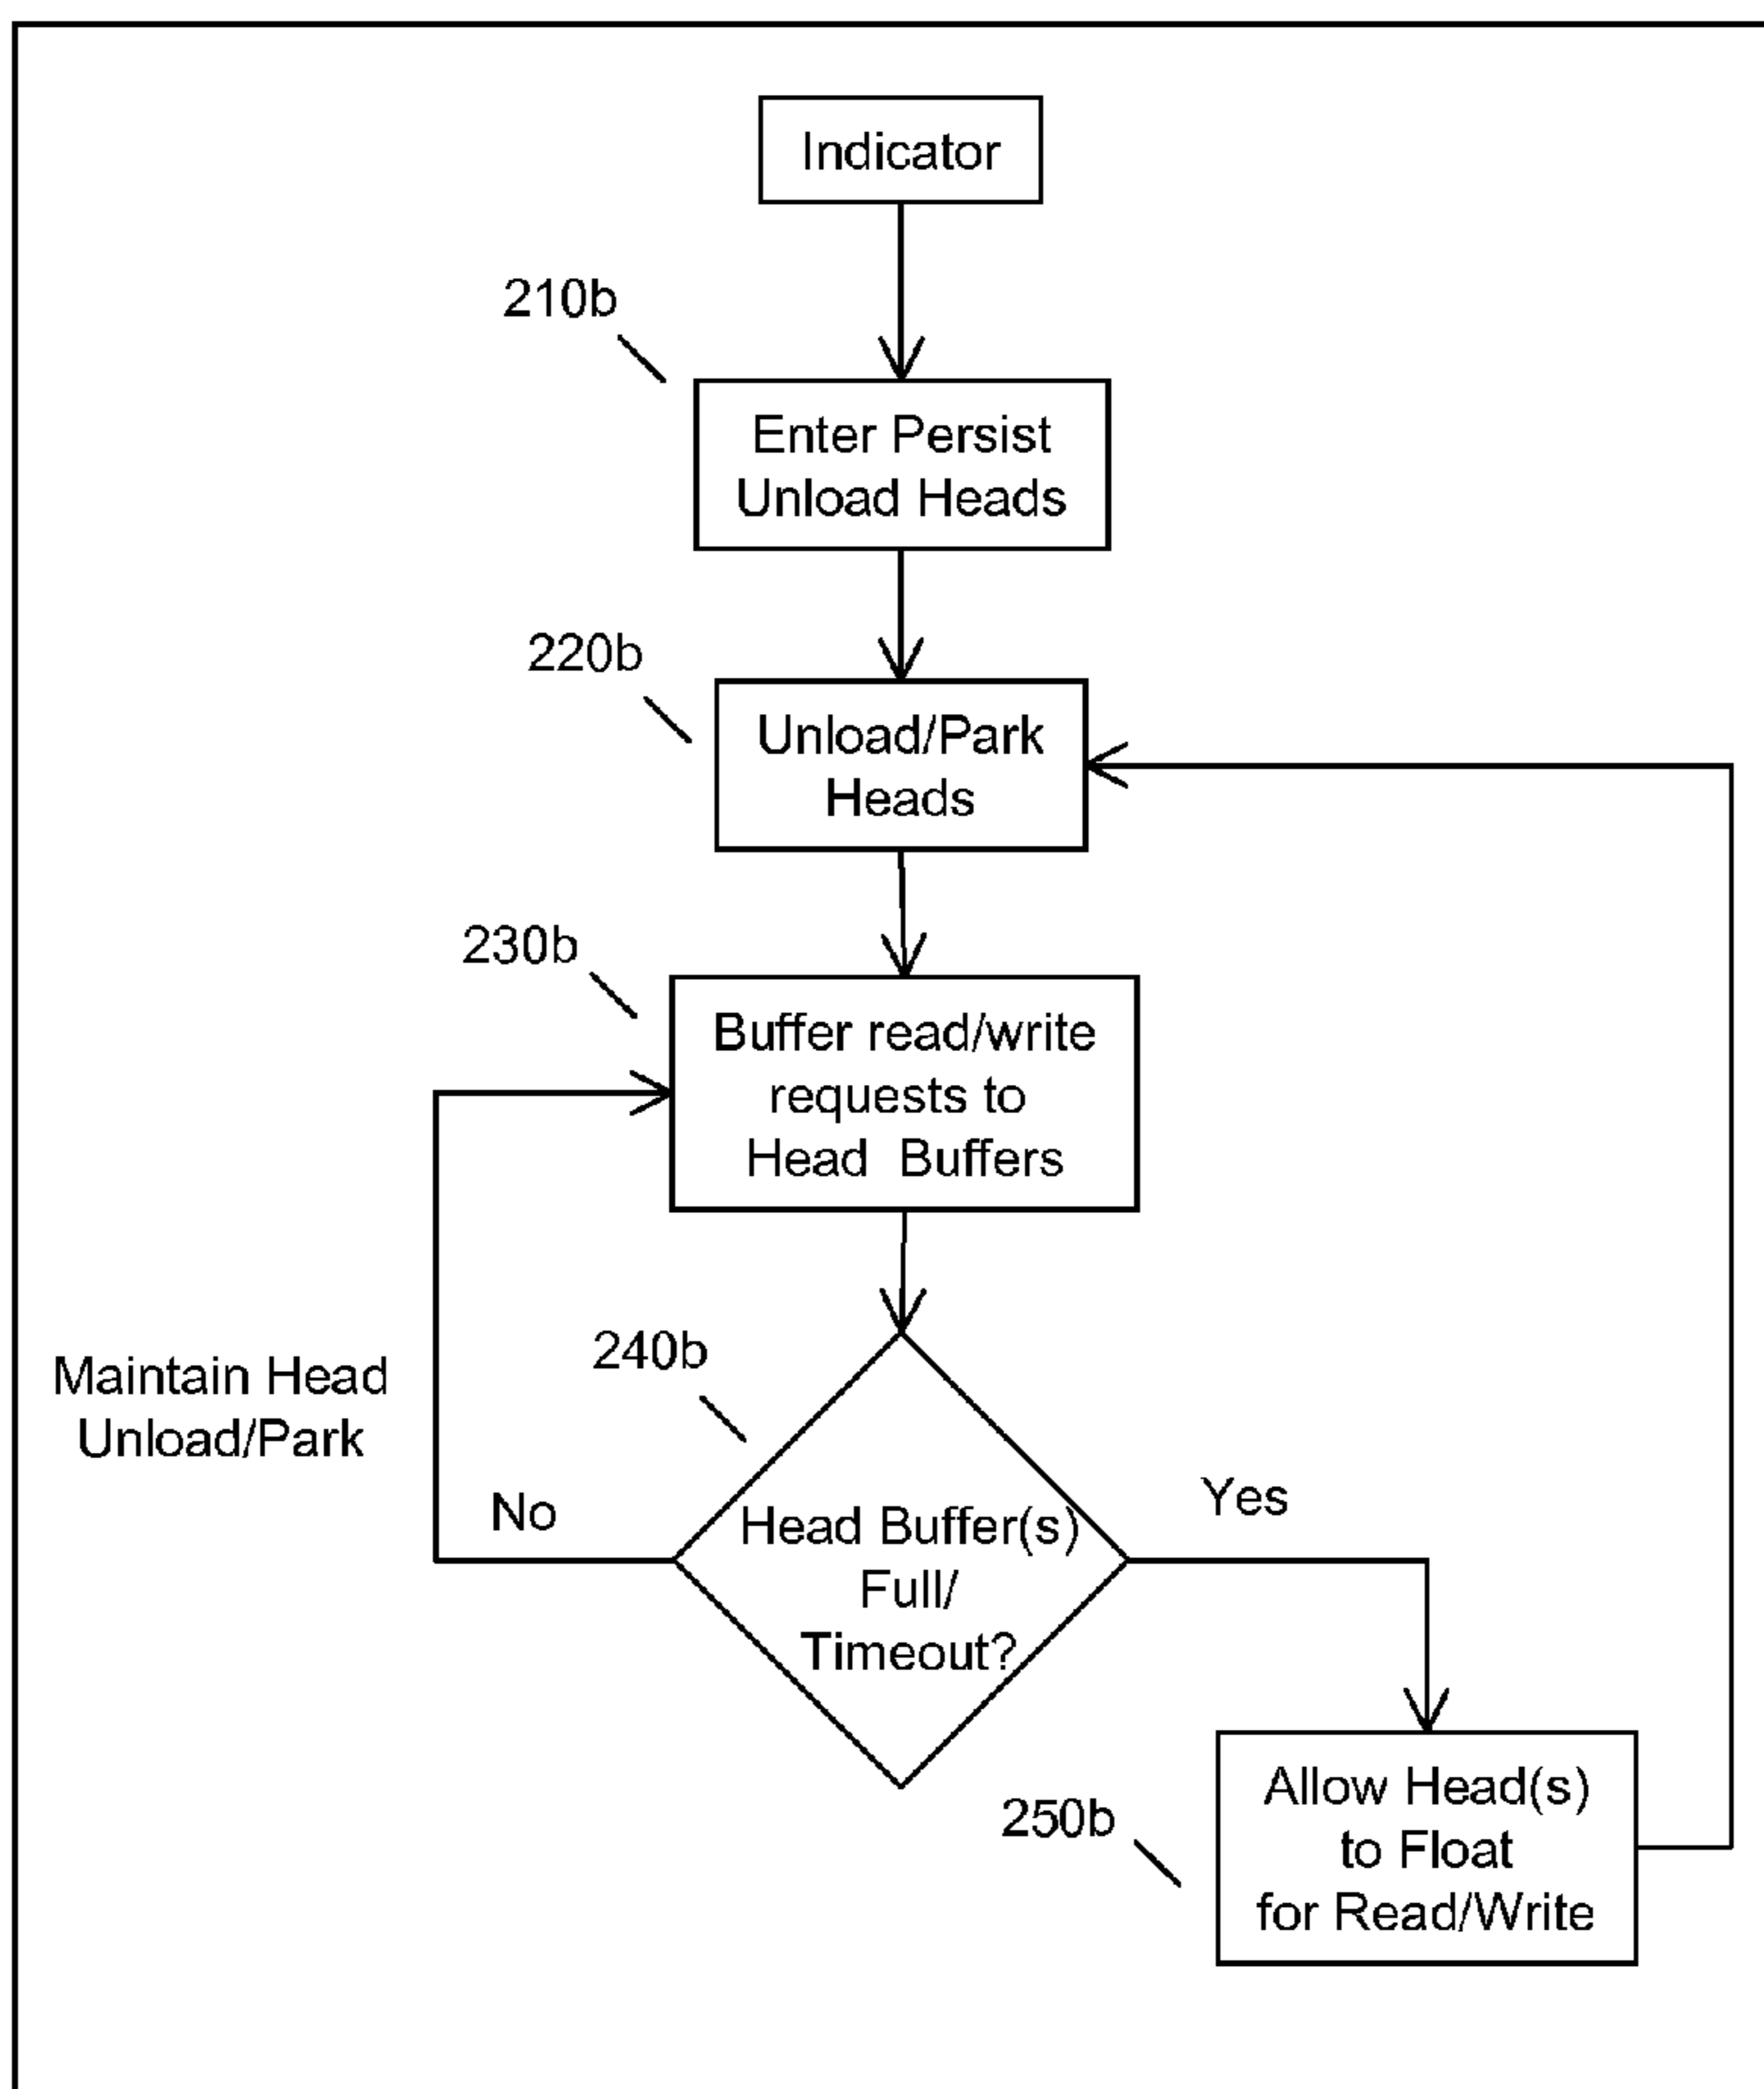 Indicator
210b
Enter Persist
Unload Heads
220b
Unload/Park
Heads
230b
Buffer read/write
requests to
Head Buffers
240b
Maintain Head
Unload/Park
No
Yes
Head Buffer(s)
Full/
Timeout?
250b
Allow Head(s)
to Float
for Read/Write